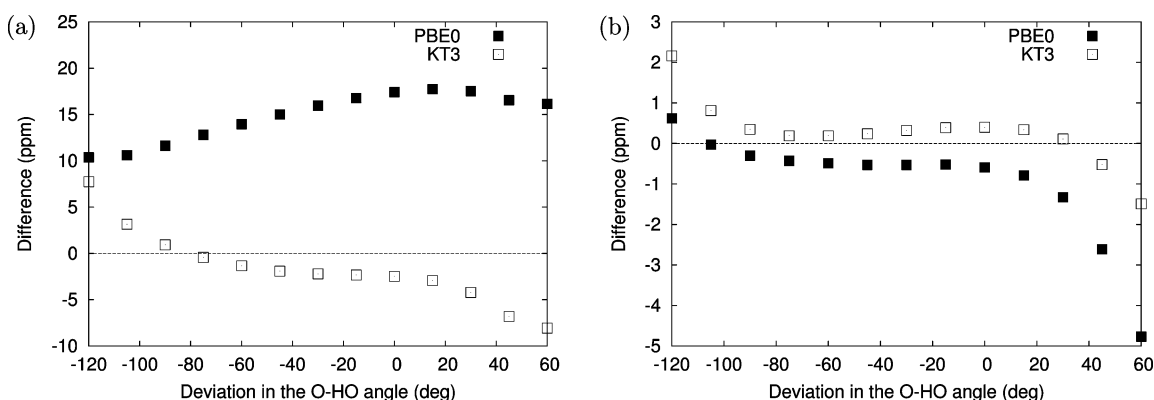 (a)
PBE0
KT3
25
20
15
10
5
0
-5
-10
Difference (ppm)
-120 -100 -80 -60 -40 -20 0 20 40 60
Deviation in the O-HO angle (deg)
(b)
PBE0
KT3
3
2
1
0
-1
-2
-3
-4
-5
Difference (ppm)
-120 -100 -80 -60 -40 -20 0 20 40 60
Deviation in the O-HO angle (deg)